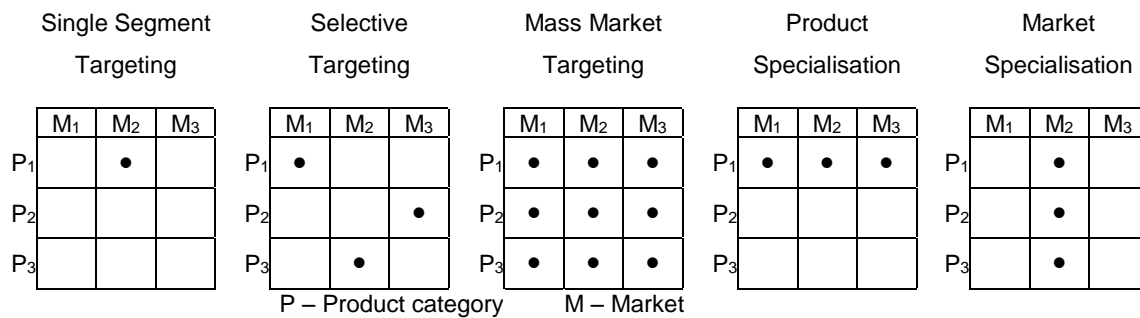 Single Segment Selective Mass Market Product Market
Targeting Targeting Targeting Specialisation Specialisation
M₁ M₂ M₃ M₁ M₂ M₃ M₁ M₂ M₃ M₁ M₂ M₃ M₁ M₂ M₃
P₁ • P₁ • P₁ • • • P₁ • • • P₁ •
P₂ P₂ • P₂ • • • P₂ P₂ •
P₃ P₃ • P₃ • • • P₃ P₃ •
P – Product category M – Market